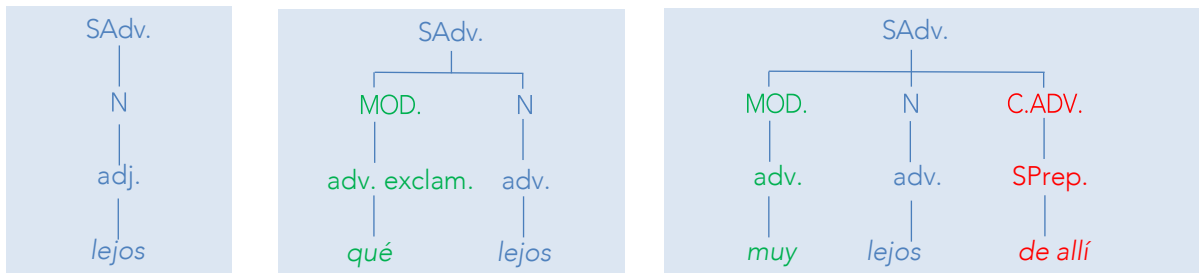 SAdv.
N
adj.
lejos
SAdv.
MOD. N
adv. exclam. adv.
qué lejos
SAdv.
MOD. N C.ADV.
adv. adv. SPrep.
muy lejos de allí